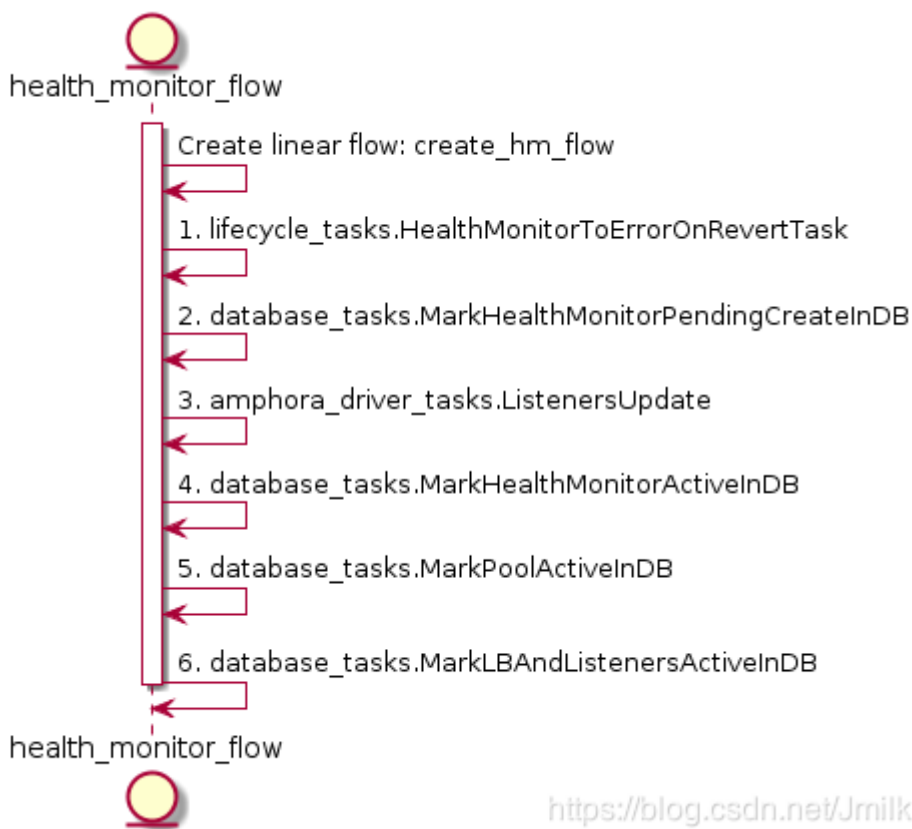 health_monitor_flow
Create linear flow: create_hm_flow
1. lifecycle_tasks.HealthMonitorToErrorOnRevertTask
2. database_tasks.MarkHealthMonitorPendingCreateInDB
3. amphora_driver_tasks.ListenersUpdate
4. database_tasks.MarkHealthMonitorActiveInDB
5. database_tasks.MarkPoolActiveInDB
6. database_tasks.MarkLBAndListenersActiveInDB
health_monitor_flow
https://blog.csdn.net/Jmilk